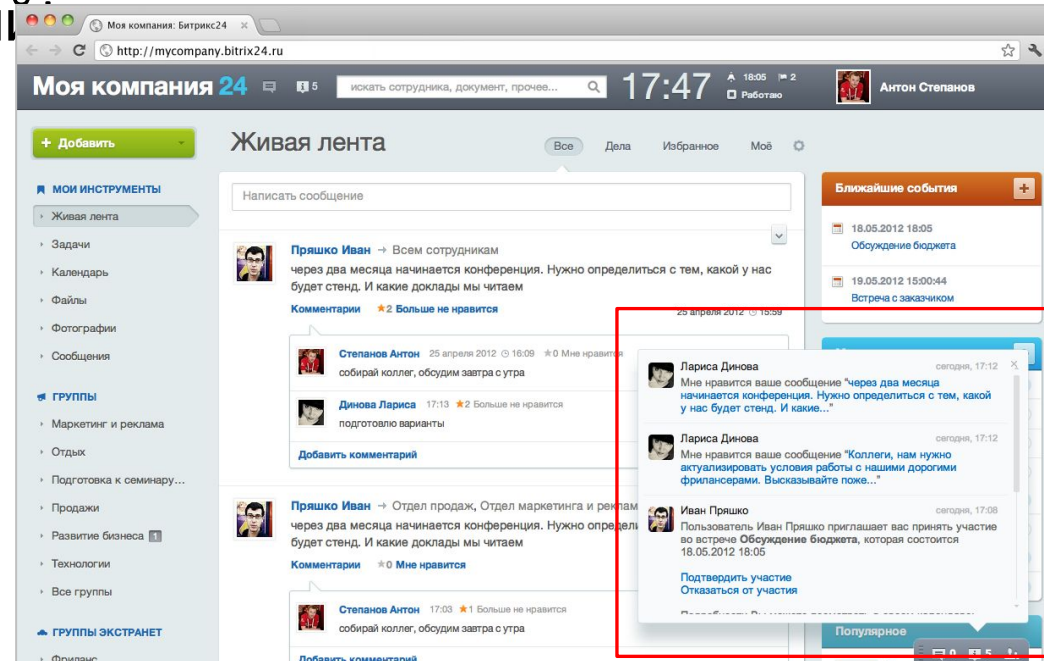 Моя компания: Битрикс24
http://mycompany.bitrix24.ru
Моя компания 24
5
искать сотрудника, документ, прочее...
17:47
18:05
2
Работаю
Антон Степанов
+ Добавить
Живая лента
Все Дела Избранное Моё
МОИ ИНСТРУМЕНТЫ
Живая лента
Задачи
Календарь
Файлы
Фотографии
Сообщения
ГРУППЫ
Маркетинг и реклама
Отдых
Подготовка к семинару...
Продажи
Развитие бизнеса 1
Технологии
Все группы
ГРУППЫ ЭКСТРАНЕТ
Фриланс
Написать сообщение
Пряшко Иван → Всем сотрудникам
через два месяца начинается конференция. Нужно определиться с тем, какой у нас
будет стенд. И какие доклады мы читаем
Комментарии ★2 Больше не нравится
25 апреля 2012 15:59
Степанов Антон 25 апреля 2012 16:09 ★0 Мне нравится
собирай коллег, обсудим завтра с утра
Динова Лариса 17:13 ★2 Больше не нравится
подготовлю варианты
Добавить комментарий
Пряшко Иван → Отдел продаж, Отдел маркетинга и реклам
через два месяца начинается конференция. Нужно определи
будет стенд. И какие доклады мы читаем
Комментарии ★0 Мне нравится
Степанов Антон 17:03 ★1 Больше не нравится
собирай коллег, обсудим завтра с утра
Добавить комментарий
Ближайшие события +
18.05.2012 18:05
Обсуждение бюджета
19.05.2012 15:00:44
Встреча с заказчиком
Лариса Динова сегодня, 17:12
Мне нравится ваше сообщение "через два месяца
начинается конференция. Нужно определиться с тем, какой
у нас будет стенд. И какие..."
Лариса Динова сегодня, 17:12
Мне нравится ваше сообщение "Коллеги, нам нужно
актуализировать условия работы с нашими дорогими
фрилансерами. Высказывайте поже..."
Иван Пряшко сегодня, 17:08
Пользователь Иван Пряшко приглашает вас принять участие
во встрече Обсуждение бюджета, которая состоится
18.05.2012 18:05
Подтвердить участие
Отказаться от участия
Популярное
0 5